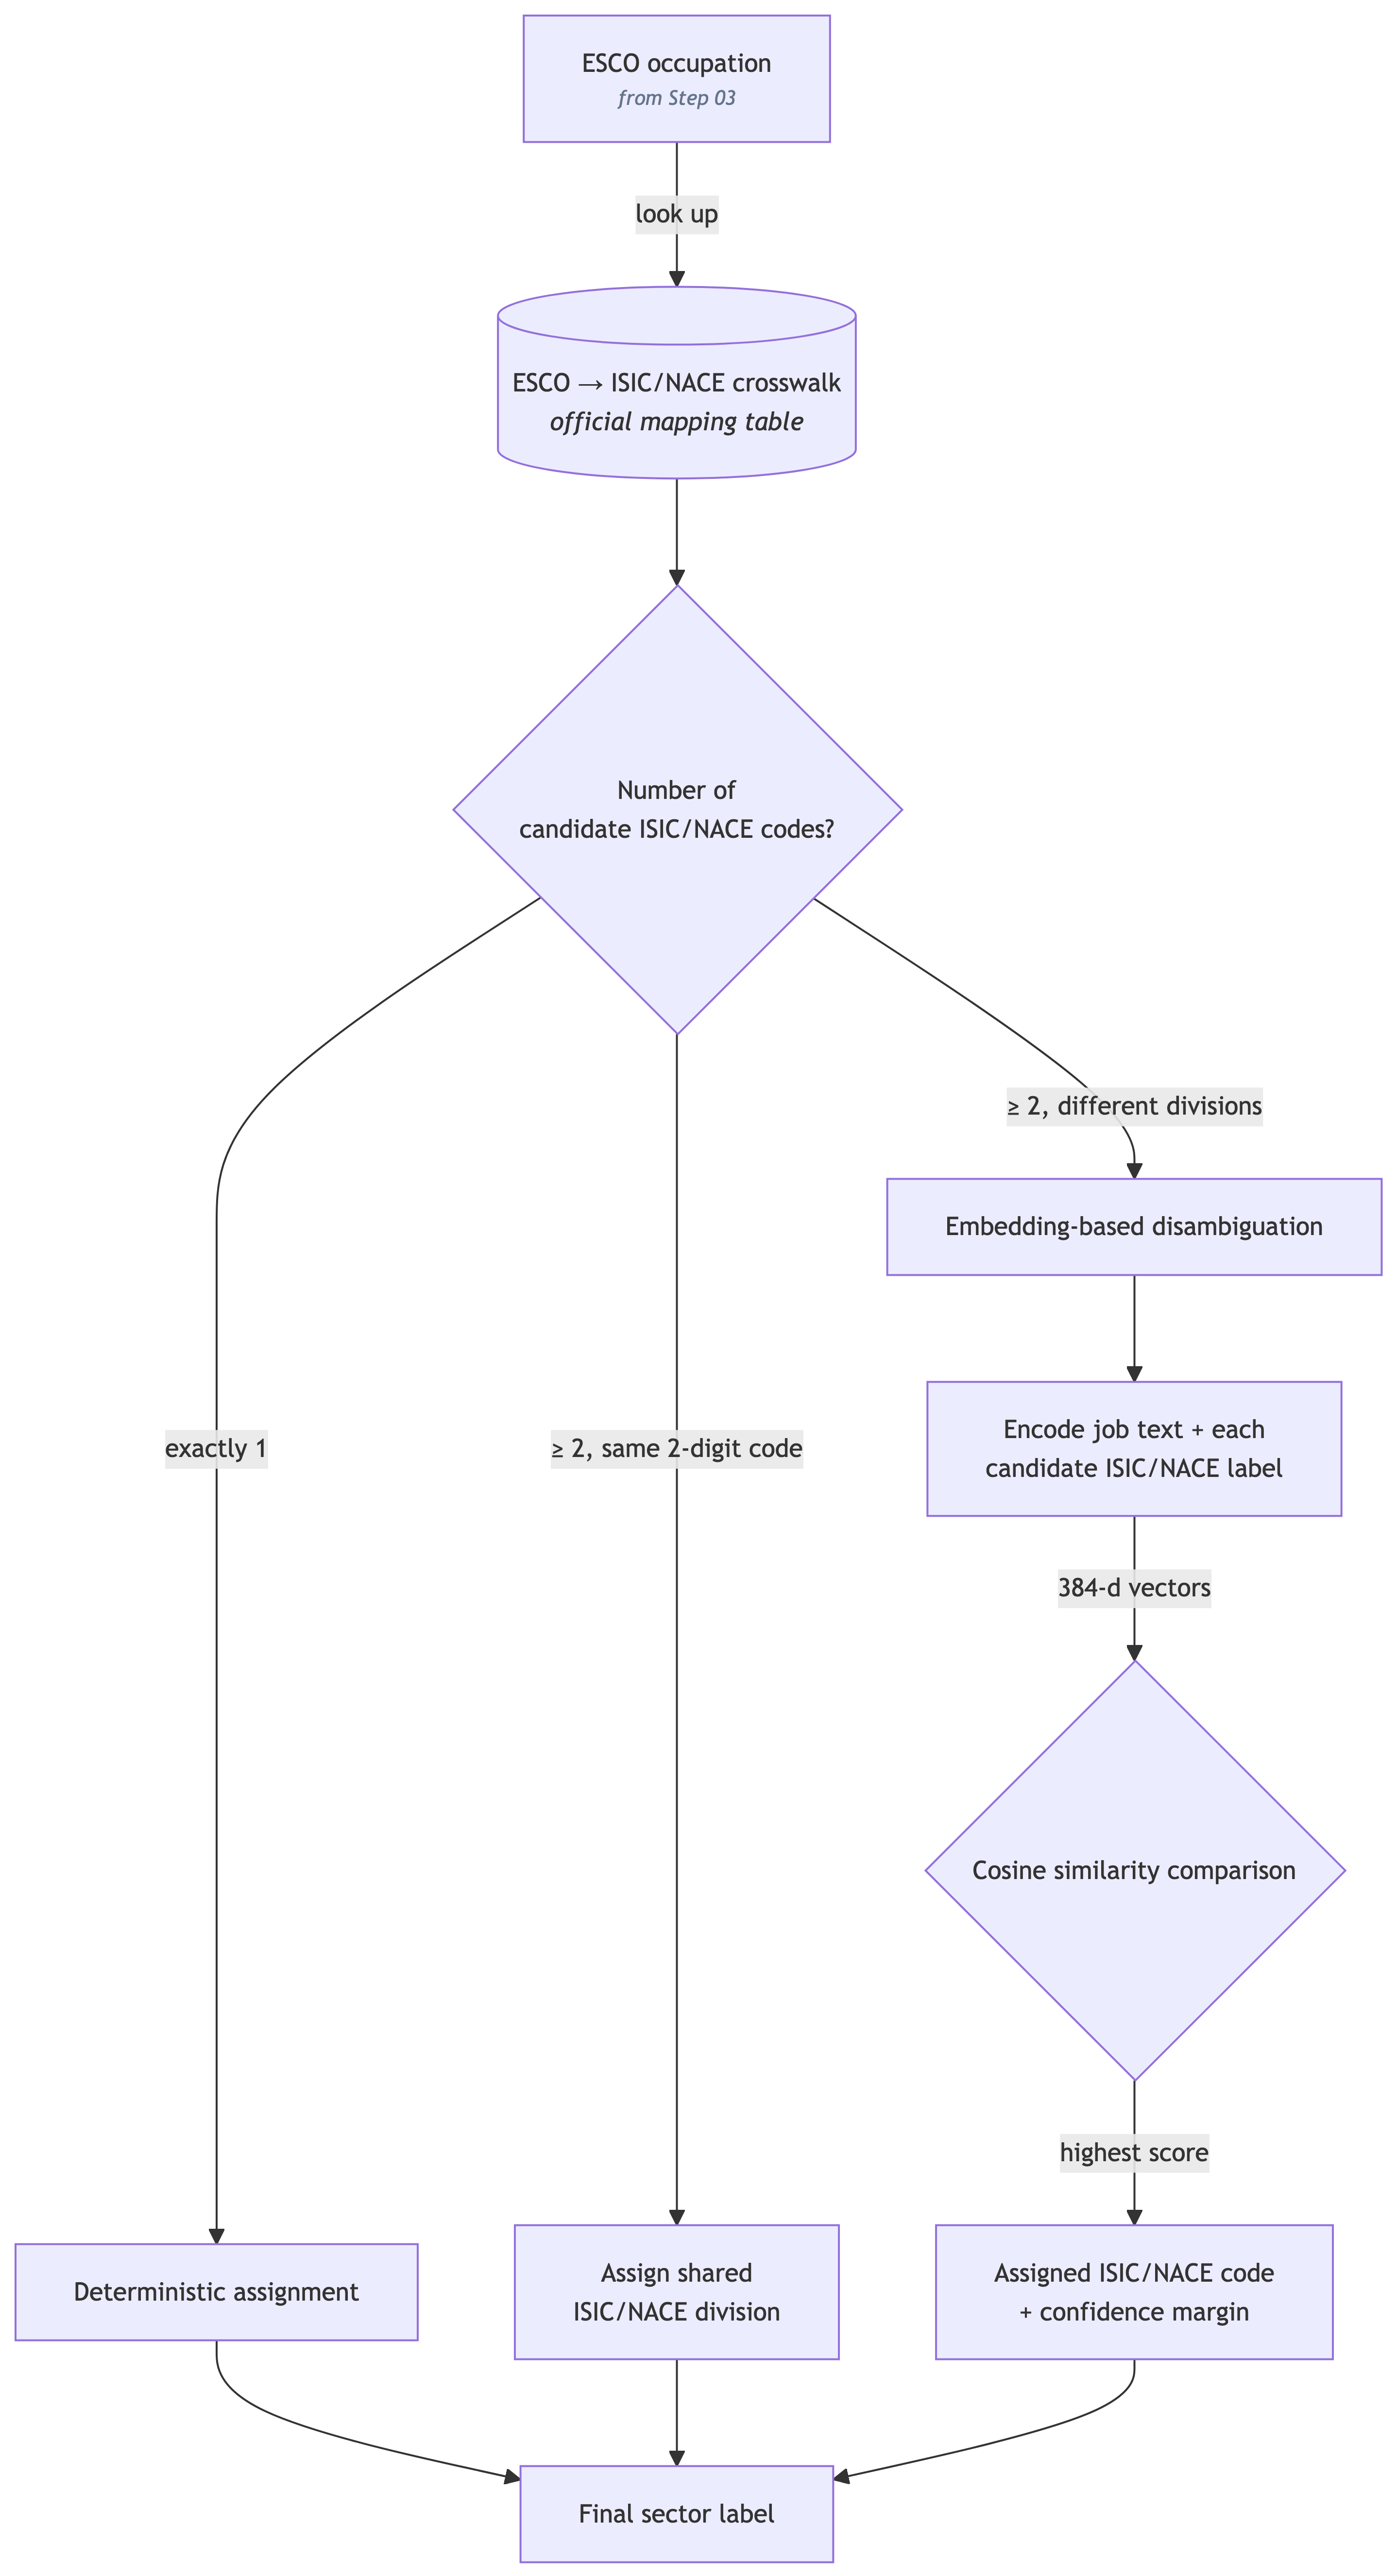 ESCO occupation
from Step 03
look up
ESCO → ISIC/NACE crosswalk
official mapping table
Number of
candidate ISIC/NACE codes?
≥ 2, different divisions
Embedding-based disambiguation
exactly 1
≥ 2, same 2-digit code
Encode job text + each
candidate ISIC/NACE label
384-d vectors
Cosine similarity comparison
highest score
Deterministic assignment
Assign shared
ISIC/NACE division
Assigned ISIC/NACE code
+ confidence margin
Final sector label